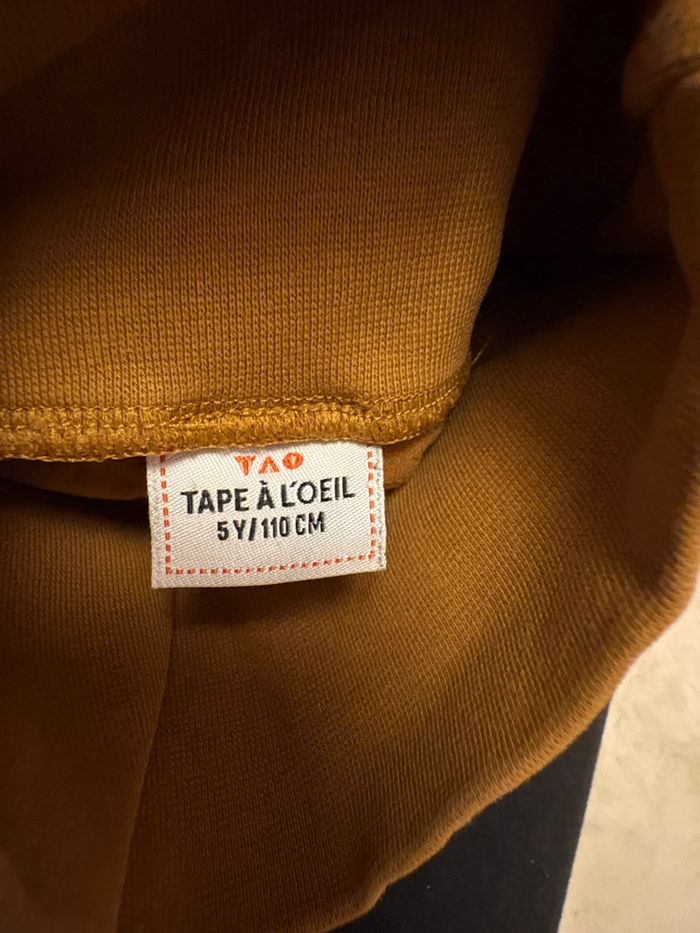 TAO
TAPE À L'OEIL
5Y/110 CM